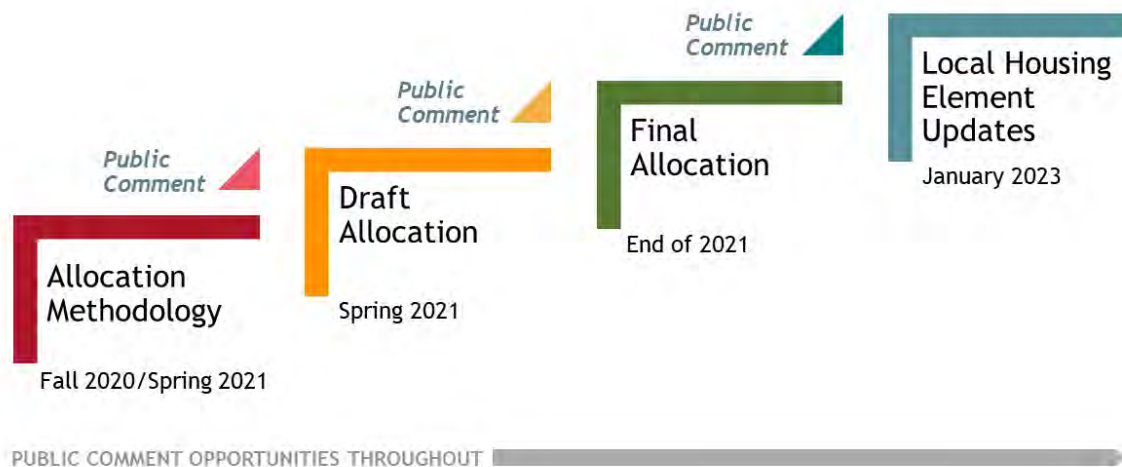 Public
Comment
Allocation
Methodology
Fall 2020/Spring 2021
Public
Comment
Draft
Allocation
Spring 2021
Public
Comment
Final
Allocation
End of 2021
Local Housing
Element
Updates
January 2023
PUBLIC COMMENT OPPORTUNITIES THROUGHOUT